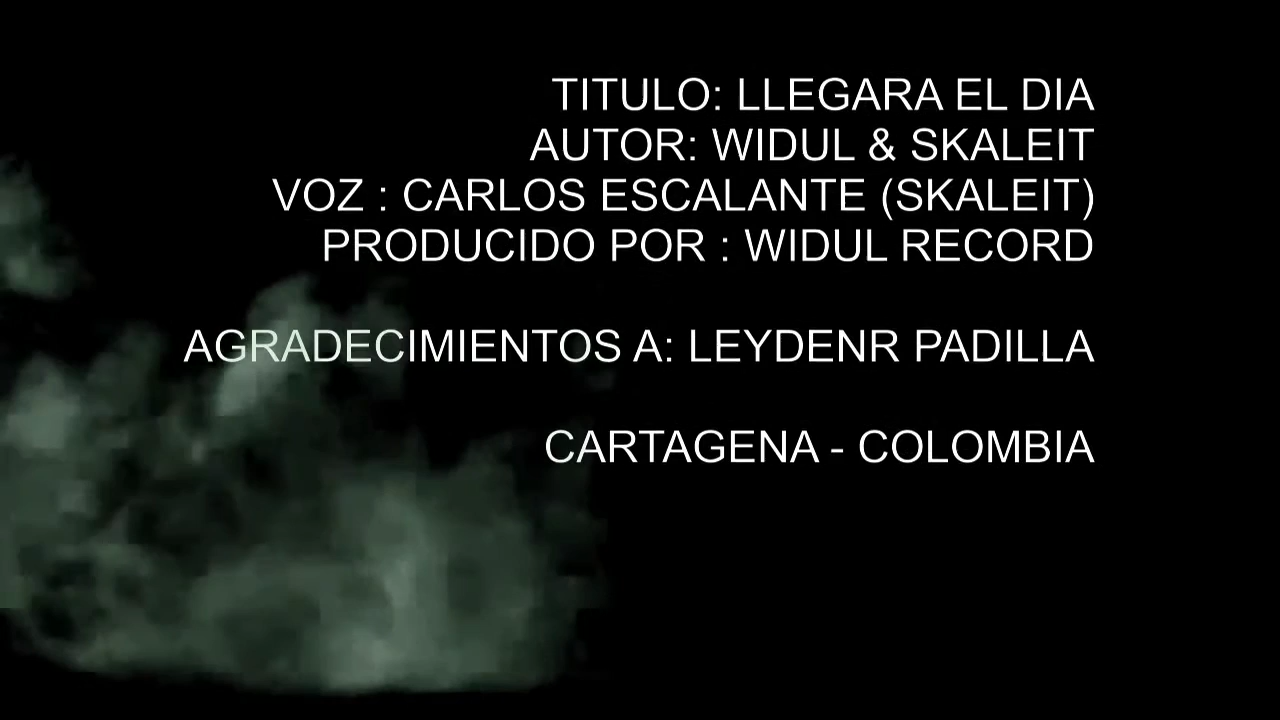 TITULO: LLEGARA EL DIA
AUTOR: WIDUL & SKALEIT
VOZ : CARLOS ESCALANTE (SKALEIT)
PRODUCIDO POR : WIDUL RECORD
AGRADECIMIENTOS A: LEYDENR PADILLA
CARTAGENA - COLOMBIA